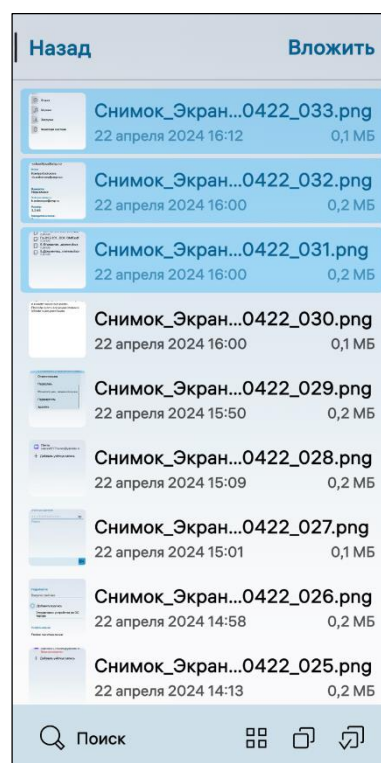 Назад
Вложить
Снимок_Экран...0422_033.png
22 апреля 2024 16:12 0,1 МБ
Снимок_Экран...0422_032.png
22 апреля 2024 16:00 0,2 МБ
Снимок_Экран...0422_031.png
22 апреля 2024 16:00 0,2 МБ
Снимок_Экран...0422_030.png
22 апреля 2024 16:00 0,1 МБ
Снимок_Экран...0422_029.png
22 апреля 2024 15:50 0,2 МБ
Снимок_Экран...0422_028.png
22 апреля 2024 15:09 0,2 МБ
Снимок_Экран...0422_027.png
22 апреля 2024 15:01 0,1 МБ
Снимок_Экран...0422_026.png
22 апреля 2024 14:58 0,2 МБ
Снимок_Экран...0422_025.png
22 апреля 2024 14:13 0,2 МБ
Поиск